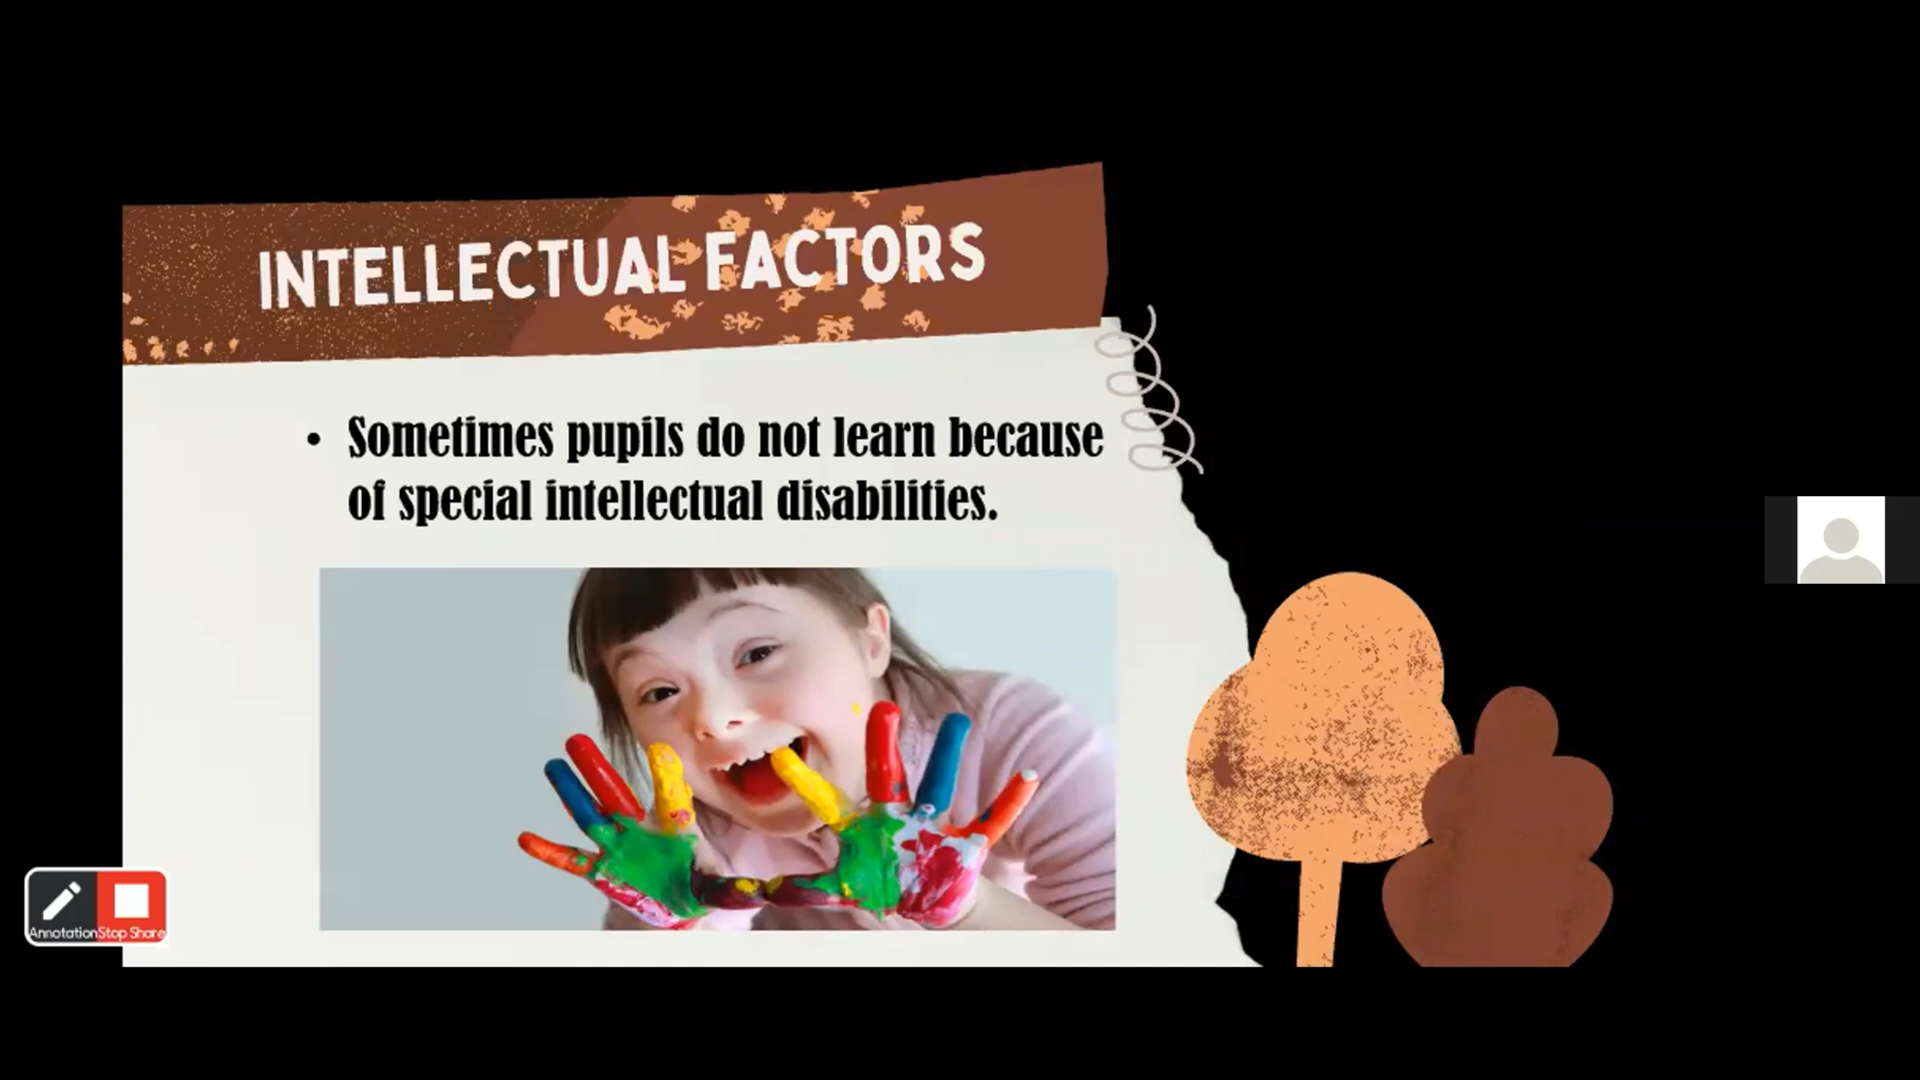 INTELLECTUAL FACTORS
• Sometimes pupils do not learn because
of special intellectual disabilities.
Annotation Stop Share